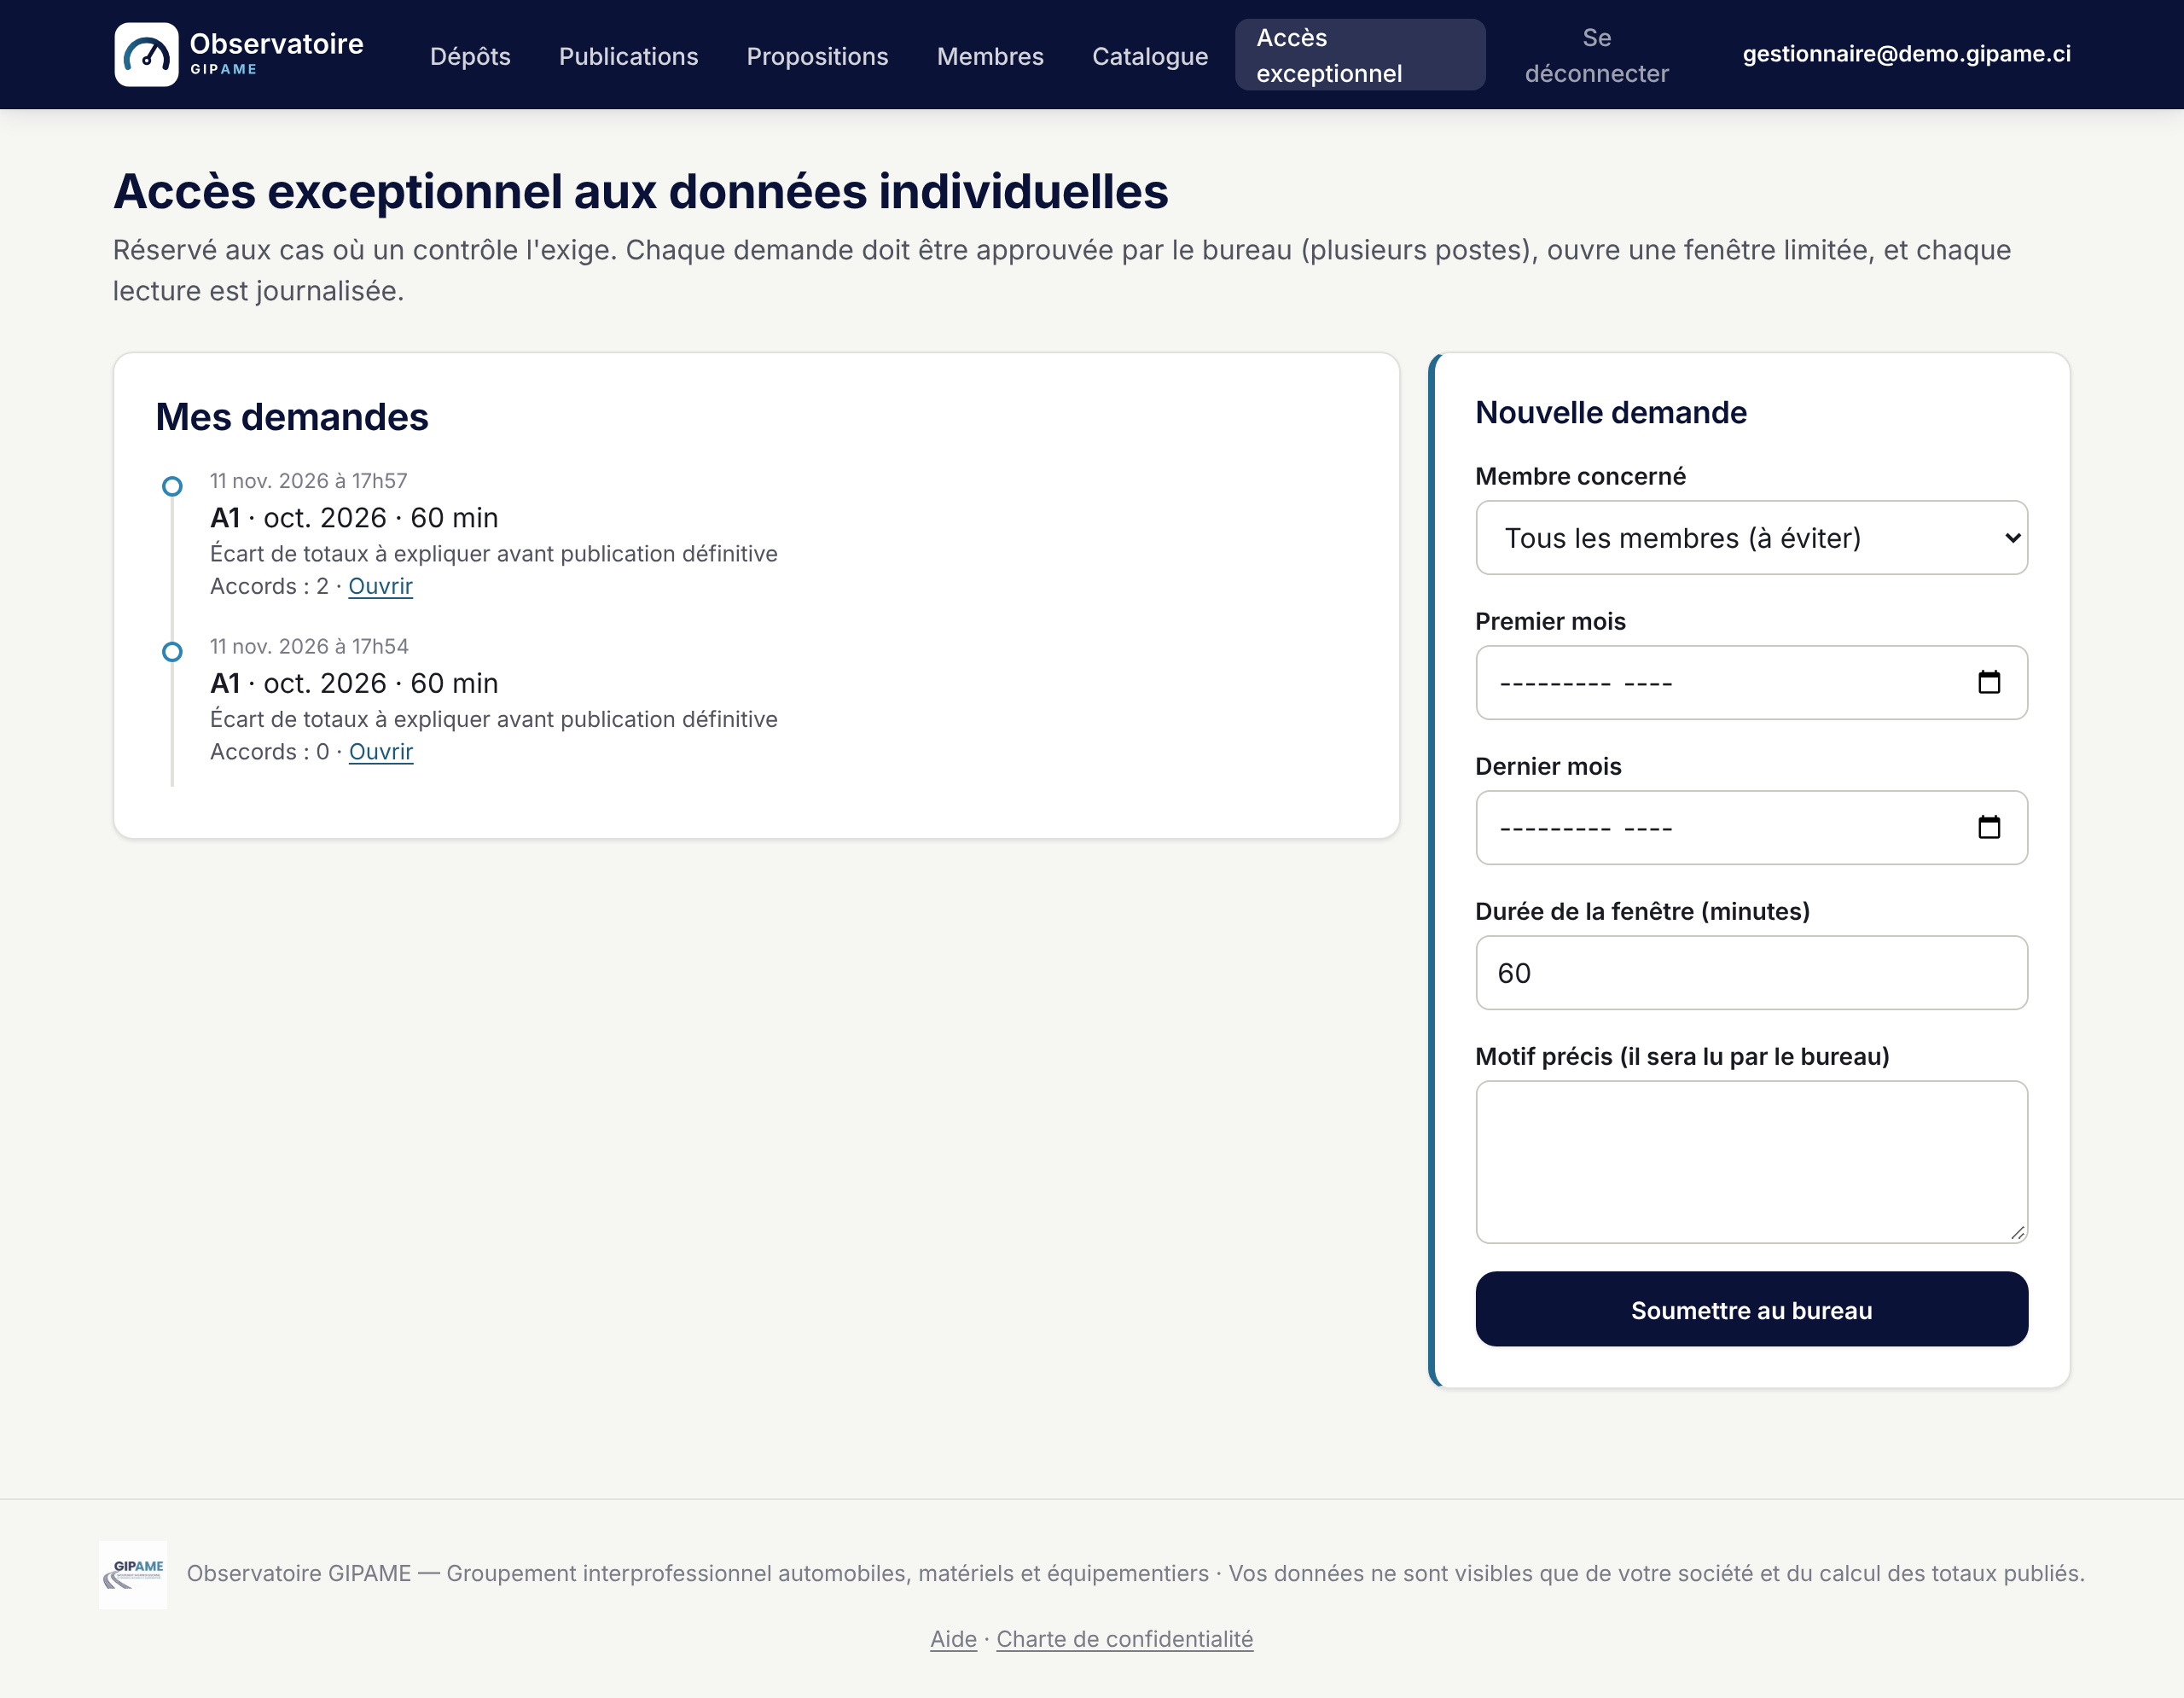 Observatoire
GIPAME
Dépôts
Publications
Propositions
Membres
Catalogue
Accès
exceptionnel
Se
déconnecter
gestionnaire@demo.gipame.ci
Accès exceptionnel aux données individuelles
Réservé aux cas où un contrôle l'exige. Chaque demande doit être approuvée par le bureau (plusieurs postes), ouvre une fenêtre limitée, et chaque
lecture est journalisée.
Mes demandes
11 nov. 2026 à 17h57
A1 · oct. 2026 · 60 min
Écart de totaux à expliquer avant publication définitive
Accords : 2 · Ouvrir
11 nov. 2026 à 17h54
A1 · oct. 2026 · 60 min
Écart de totaux à expliquer avant publication définitive
Accords : 0 · Ouvrir
Nouvelle demande
Membre concerné
Tous les membres (à éviter)
Premier mois
--------- ----
Dernier mois
--------- ----
Durée de la fenêtre (minutes)
60
Motif précis (il sera lu par le bureau)
Soumettre au bureau
GIPAME
Observatoire GIPAME — Groupement interprofessionnel automobiles, matériels et équipementiers · Vos données ne sont visibles que de votre société et du calcul des totaux publiés.
Aide · Charte de confidentialité